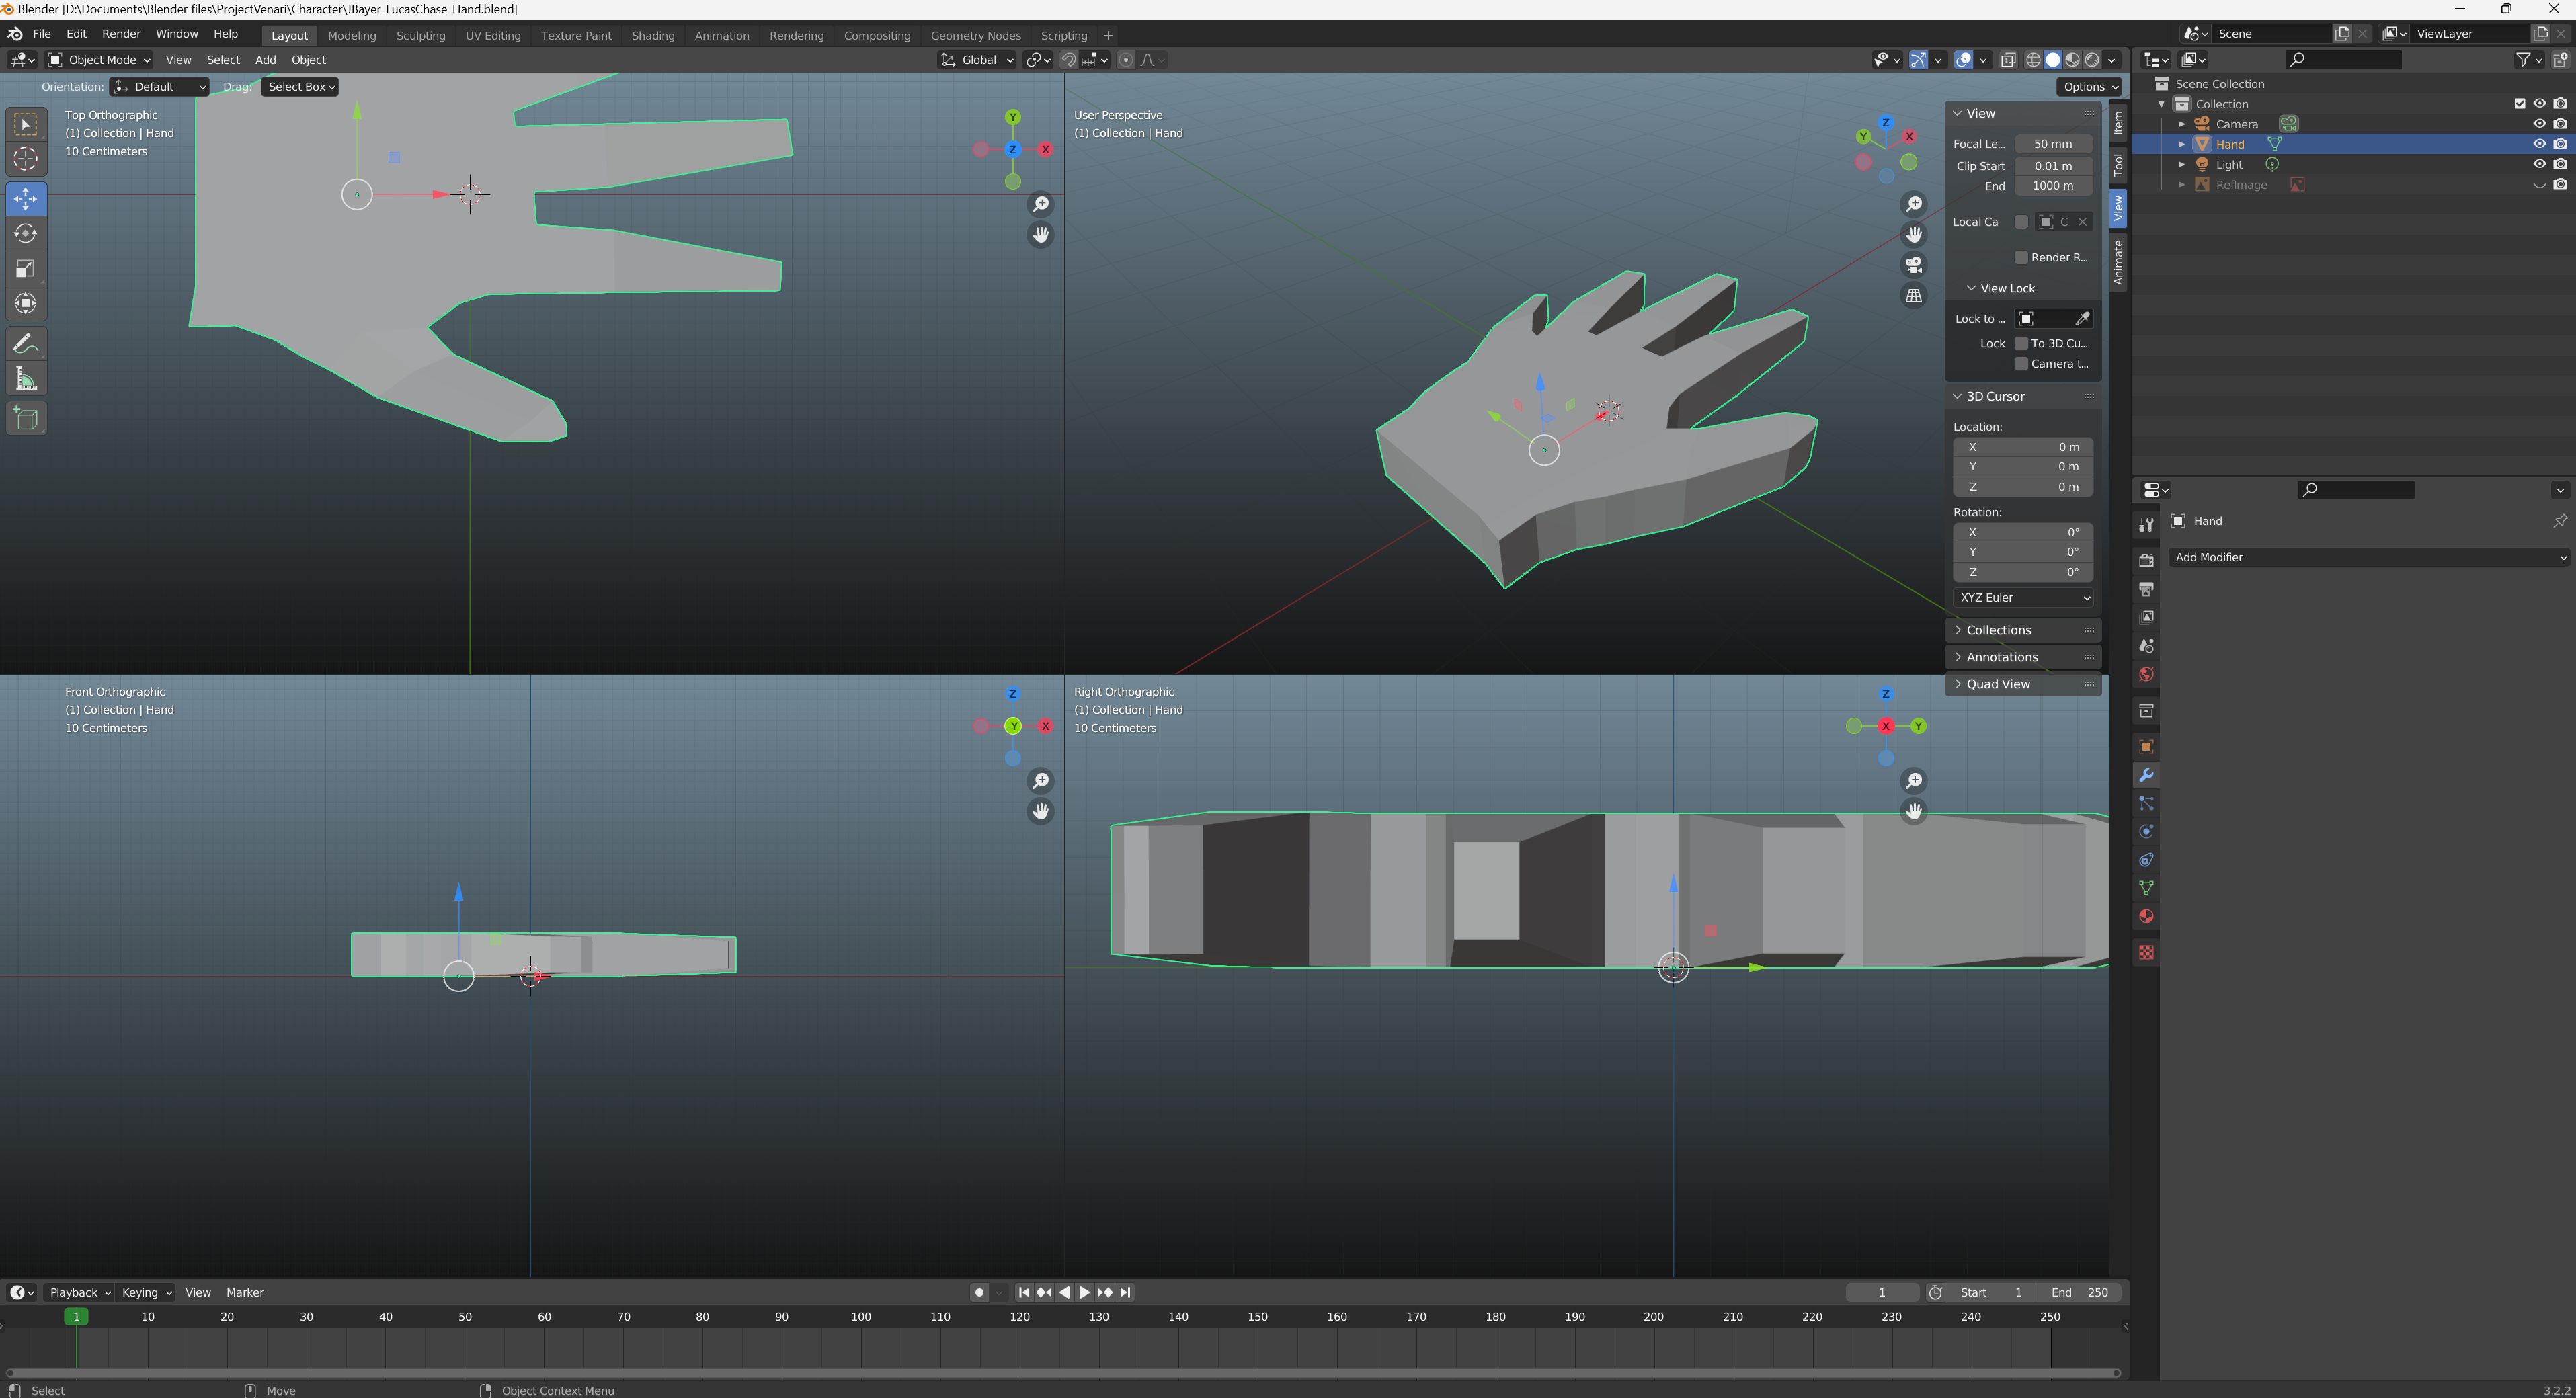 Blender [D:\Documents\Blender files\ProjectVenari\Character\JBayer_LucasChase_Hand.blend]
File Edit Render Window Help Layout Modeling Sculpting UV Editing Texture Paint Shading Animation Rendering Compositing Geometry Nodes Scripting + Scene ViewLayer
Object Mode View Select Add Object Global
Orientation: Default Drag: Select Box Options
Top Orthographic
(1) Collection | Hand
10 Centimeters
Y
Z X
User Perspective
(1) Collection | Hand
Z
Y X
View
Focal Le... 50 mm
Clip Start 0.01 m
End 1000 m
Local Ca C
Render R...
View Lock
Lock to ...
Lock To 3D Cu...
Camera t...
3D Cursor
Location:
X 0 m
Y 0 m
Z 0 m
Rotation:
X 0°
Y 0°
Z 0°
XYZ Euler
Collections
Annotations
Quad View
Item
Tool
View
Animate
Scene Collection
Collection
Camera
Hand
Light
RefImage
Hand
Add Modifier
Front Orthographic
(1) Collection | Hand
10 Centimeters
Z
-Y X
Right Orthographic
(1) Collection | Hand
10 Centimeters
Z
X Y
Playback Keying View Marker 1 Start 1 End 250
1 10 20 30 40 50 60 70 80 90 100 110 120 130 140 150 160 170 180 190 200 210 220 230 240 250
Select Move Object Context Menu 3.2.2